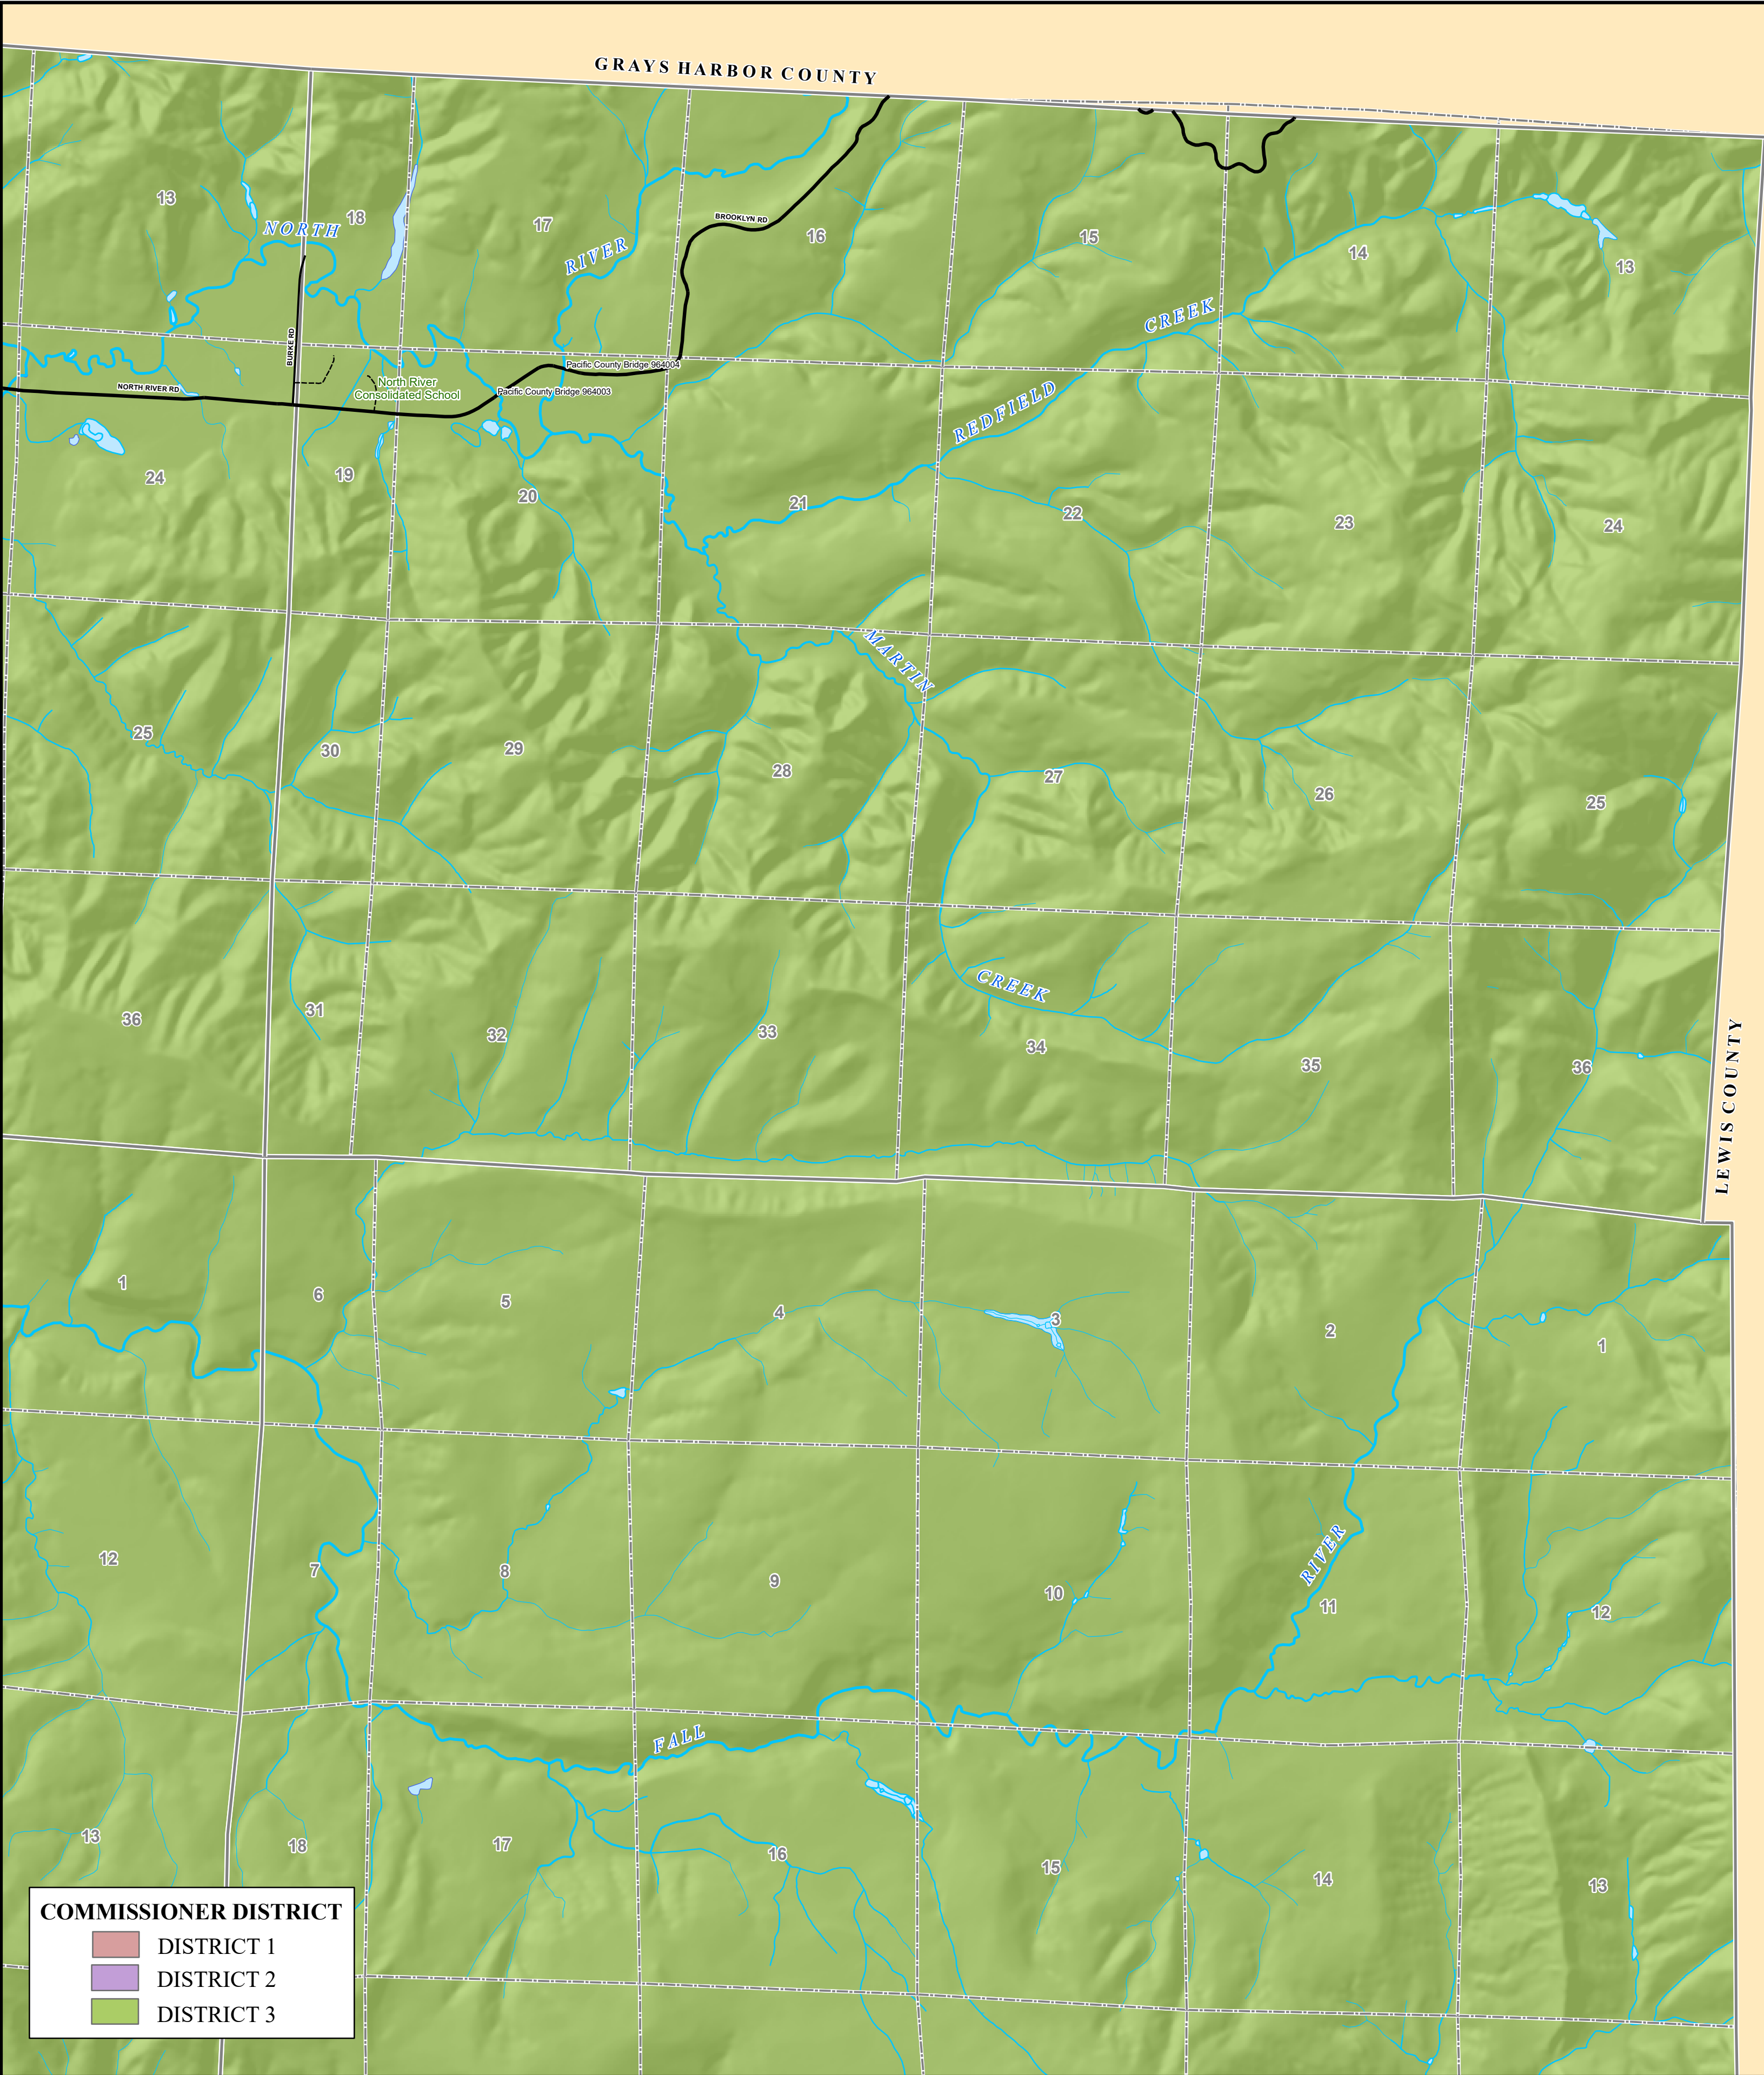 GRAYS HARBOR COUNTY
13
18
17
16
15
14
13
NORTH
RIVER
BROOKLYN RD
CREEK
BURKE RD
Pacific County Bridge 964004
NORTH RIVER RD
North River
Consolidated School
Pacific County Bridge 964003
REDFIELD
24
19
20
21
22
23
24
MARTIN
25
30
29
28
27
26
25
CREEK
36
31
32
33
34
35
36
LEWIS COUNTY
1
6
5
4
3
2
1
RIVER
12
7
8
9
10
11
12
FALL
13
18
17
16
15
14
13
COMMISSIONER DISTRICT
DISTRICT 1
DISTRICT 2
DISTRICT 3